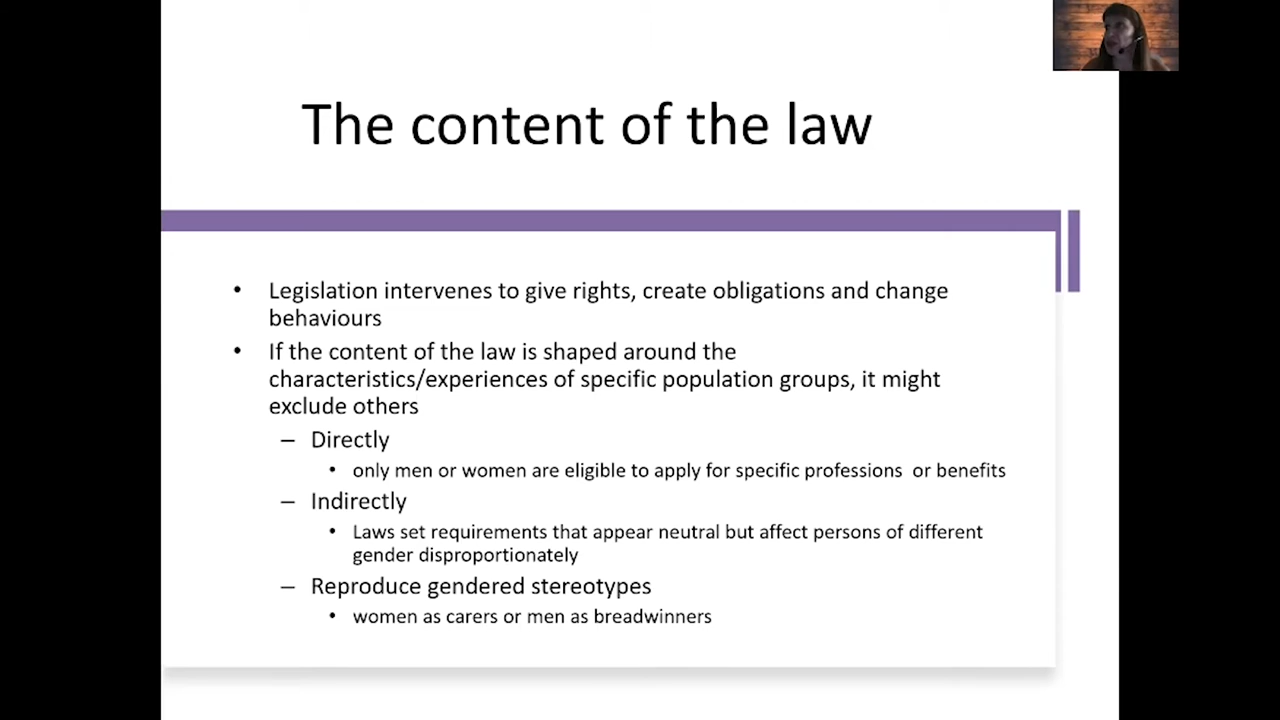 The content of the law
• Legislation intervenes to give rights, create obligations and change
behaviours
• If the content of the law is shaped around the
characteristics/experiences of specific population groups, it might
exclude others
– Directly
• only men or women are eligible to apply for specific professions or benefits
– Indirectly
• Laws set requirements that appear neutral but affect persons of different
gender disproportionately
– Reproduce gendered stereotypes
• women as carers or men as breadwinners